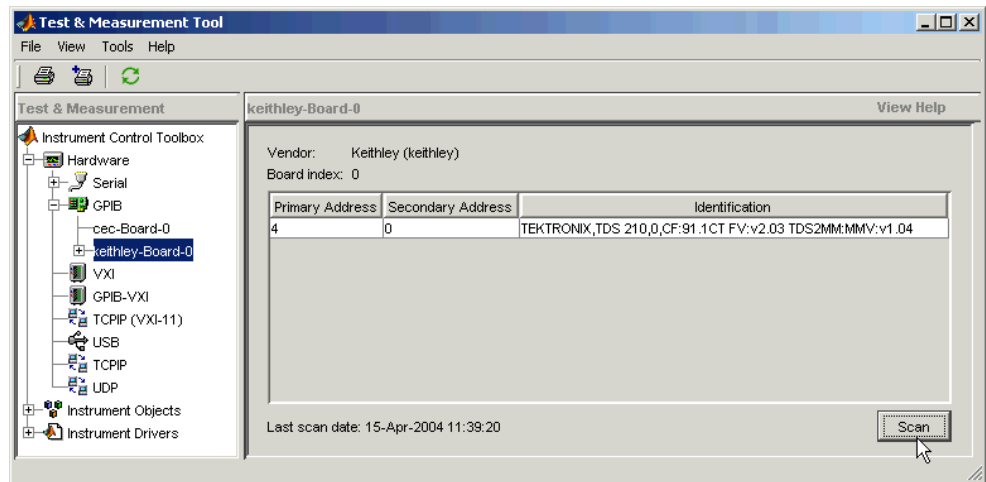 Test & Measurement Tool
File View Tools Help
Test & Measurement
keithley-Board-0 View Help
Instrument Control Toolbox
Hardware
Serial
GPIB
cec-Board-0
keithley-Board-0
VXI
GPIB-VXI
TCPIP (VXI-11)
USB
TCPIP
UDP
Instrument Objects
Instrument Drivers
Vendor: Keithley (keithley)
Board index: 0
Primary Address Secondary Address Identification
4 0 TEKTRONIX,TDS 210,0,CF:91.1CT FV:v2.03 TDS2MM:MMV:v1.04
Last scan date: 15-Apr-2004 11:39:20
Scan